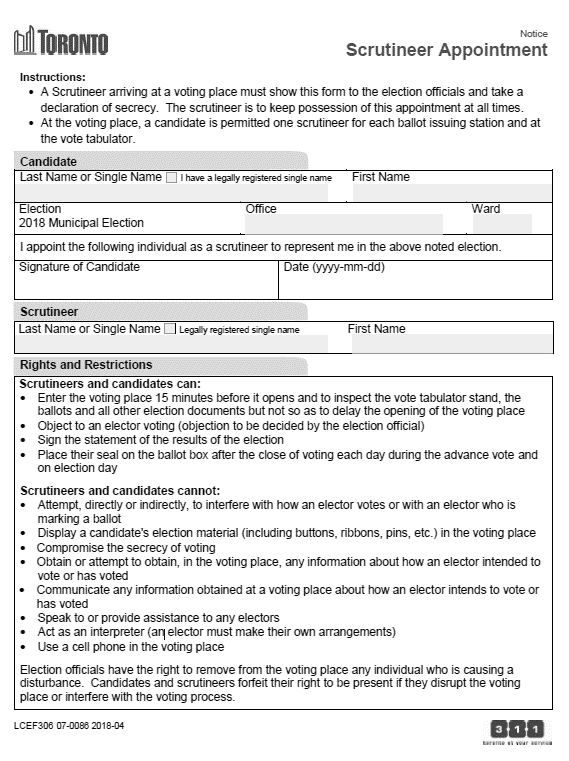 TORONTO
Notice
Scrutineer Appointment
Instructions:
• A Scrutineer arriving at a voting place must show this form to the election officials and take a
declaration of secrecy. The scrutineer is to keep possession of this appointment at all times.
• At the voting place, a candidate is permitted one scrutineer for each ballot issuing station and at
the vote tabulator.
Candidate
Last Name or Single Name I have a legally registered single name First Name
Election Office Ward
2018 Municipal Election
I appoint the following individual as a scrutineer to represent me in the above noted election.
Signature of Candidate Date (yyyy-mm-dd)
Scrutineer
Last Name or Single Name Legally registered single name First Name
Rights and Restrictions
Scrutineers and candidates can:
• Enter the voting place 15 minutes before it opens and to inspect the vote tabulator stand, the
ballots and all other election documents but not so as to delay the opening of the voting place
• Object to an elector voting (objection to be decided by the election official)
• Sign the statement of the results of the election
• Place their seal on the ballot box after the close of voting each day during the advance vote and
on election day
Scrutineers and candidates cannot:
• Attempt, directly or indirectly, to interfere with how an elector votes or with an elector who is
marking a ballot
• Display a candidate's election material (including buttons, ribbons, pins, etc.) in the voting place
• Compromise the secrecy of voting
• Obtain or attempt to obtain, in the voting place, any information about how an elector intended to
vote or has voted
• Communicate any information obtained at a voting place about how an elector intends to vote or
has voted
• Speak to or provide assistance to any electors
• Act as an interpreter (an elector must make their own arrangements)
• Use a cell phone in the voting place
Election officials have the right to remove from the voting place any individual who is causing a
disturbance. Candidates and scrutineers forfeit their right to be present if they disrupt the voting
place or interfere with the voting process.
LCEF306 07-0086 2018-04
3 1 1
toronto at your service